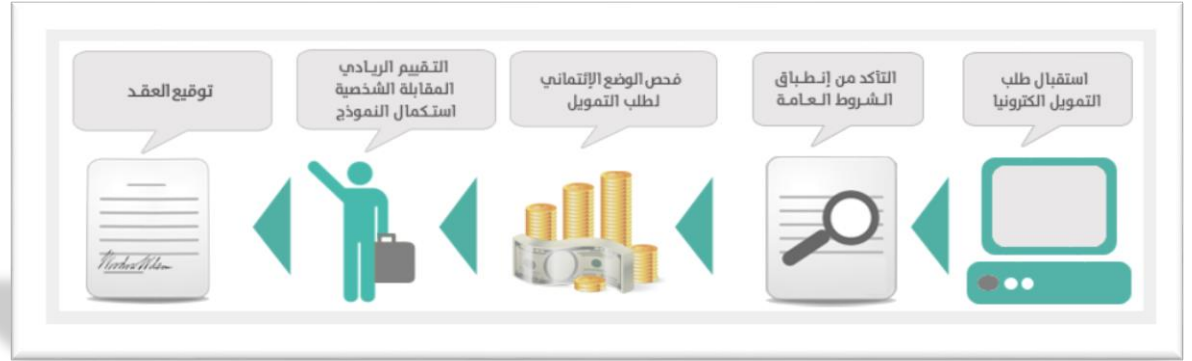 استقبال طلب
التمويل الكترونيا
التأكد من إنطباق
الشروط العامة
فحص الوضع الإئتماني
لطلب التمويل
التقييم الريادي
المقابلة الشخصية
استكمال النموذج
توقيع العقد